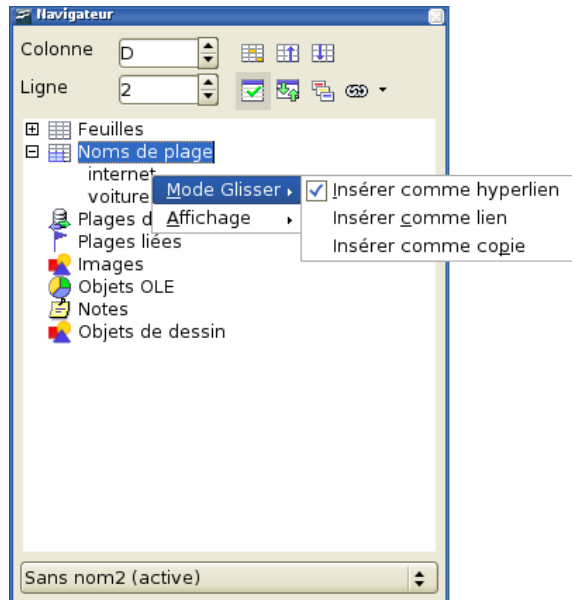 Navigateur
Colonne D
Ligne 2
Feuilles
Noms de plage
internet
voiture
Mode Glisser
Insérer comme hyperlien
Plages d
Affichage
Insérer comme lien
Plages liées
Insérer comme copie
Images
Objets OLE
Notes
Objets de dessin
Sans nom2 (active)